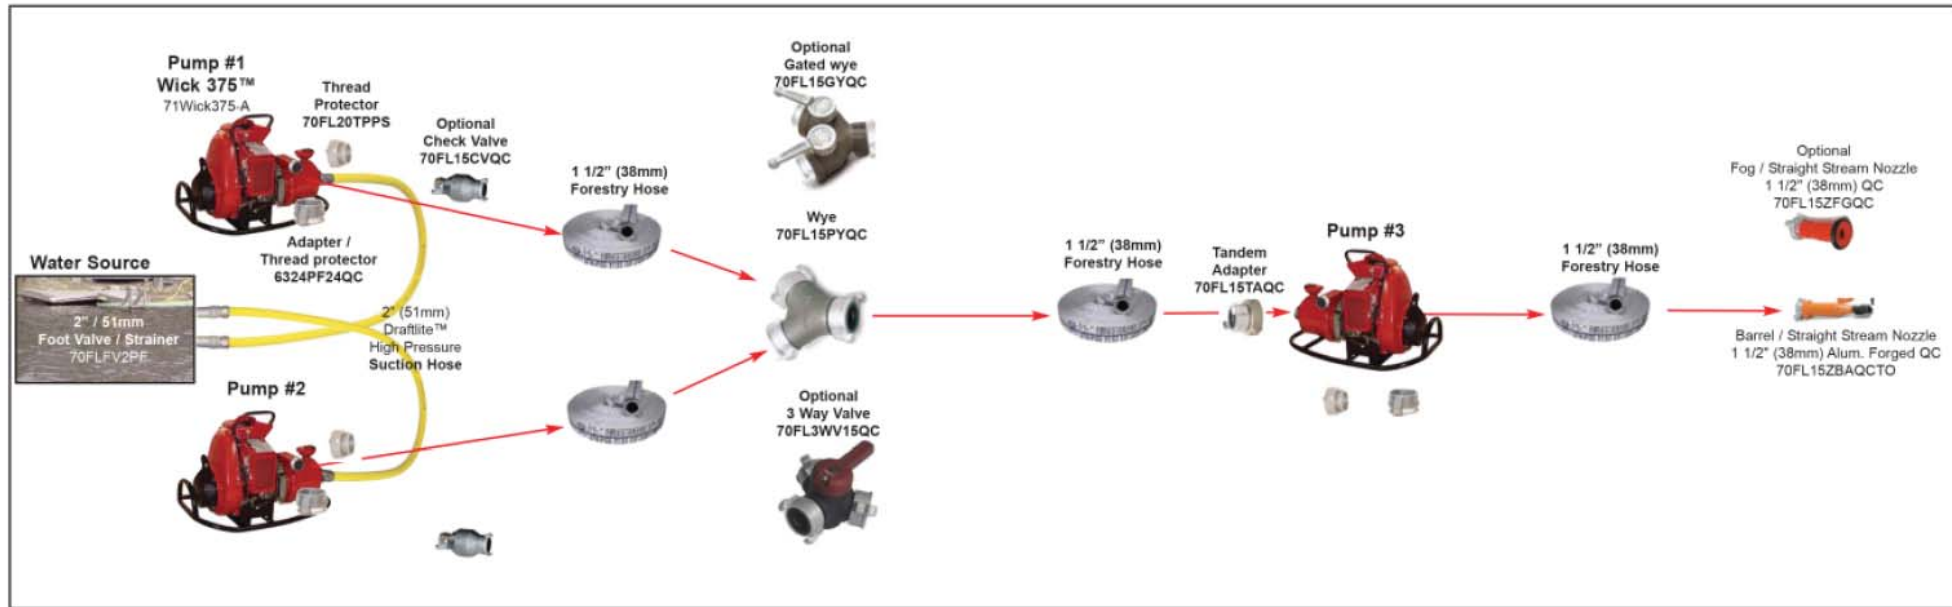 Pump #1
Wick 375™
71Wick375-A
Thread
Protector
70FL20TPPS
Optional
Check Valve
70FL15CVQC
1 1/2" (38mm)
Forestry Hose
Adapter /
Thread protector
6324PF24QC
Water Source
2" / 51mm
Foot Valve / Strainer
70FLFV2PF
2" (51mm)
Draftlite™
High Pressure
Suction Hose
Pump #2
Optional
Gated wye
70FL15GYQC
Wye
70FL15PYQC
Optional
3 Way Valve
70FL3WV15QC
1 1/2" (38mm)
Forestry Hose
Tandem
Adapter
70FL15TAQC
Pump #3
1 1/2" (38mm)
Forestry Hose
Optional
Fog / Straight Stream Nozzle
1 1/2" (38mm) QC
70FL15ZFGQC
Barrel / Straight Stream Nozzle
1 1/2" (38mm) Alum. Forged QC
70FL15ZBAQCTO